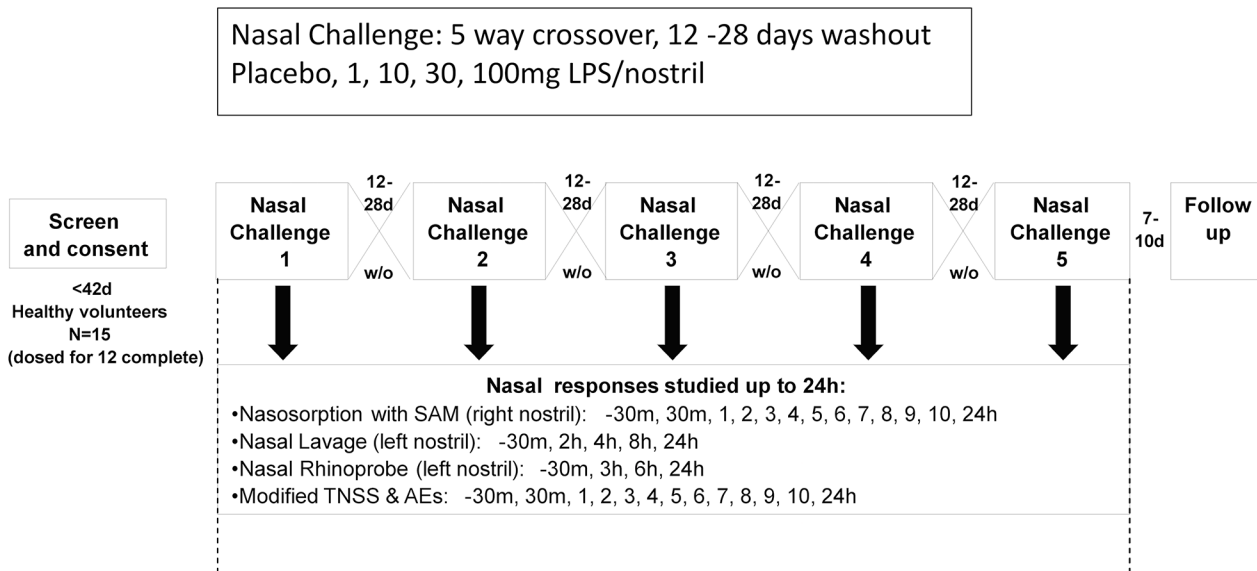 Nasal Challenge: 5 way crossover, 12 -28 days washout
Placebo, 1, 10, 30, 100mg LPS/nostril
Screen
and consent
<42d
Healthy volunteers
N=15
(dosed for 12 complete)
Nasal
Challenge
1
12-
28d
w/o
Nasal
Challenge
2
12-
28d
w/o
Nasal
Challenge
3
12-
28d
w/o
Nasal
Challenge
4
12-
28d
w/o
Nasal
Challenge
5
7-
10d
Follow
up
Nasal responses studied up to 24h:
•Nasosorption with SAM (right nostril): -30m, 30m, 1, 2, 3, 4, 5, 6, 7, 8, 9, 10, 24h
•Nasal Lavage (left nostril): -30m, 2h, 4h, 8h, 24h
•Nasal Rhinoprobe (left nostril): -30m, 3h, 6h, 24h
•Modified TNSS & AEs: -30m, 30m, 1, 2, 3, 4, 5, 6, 7, 8, 9, 10, 24h